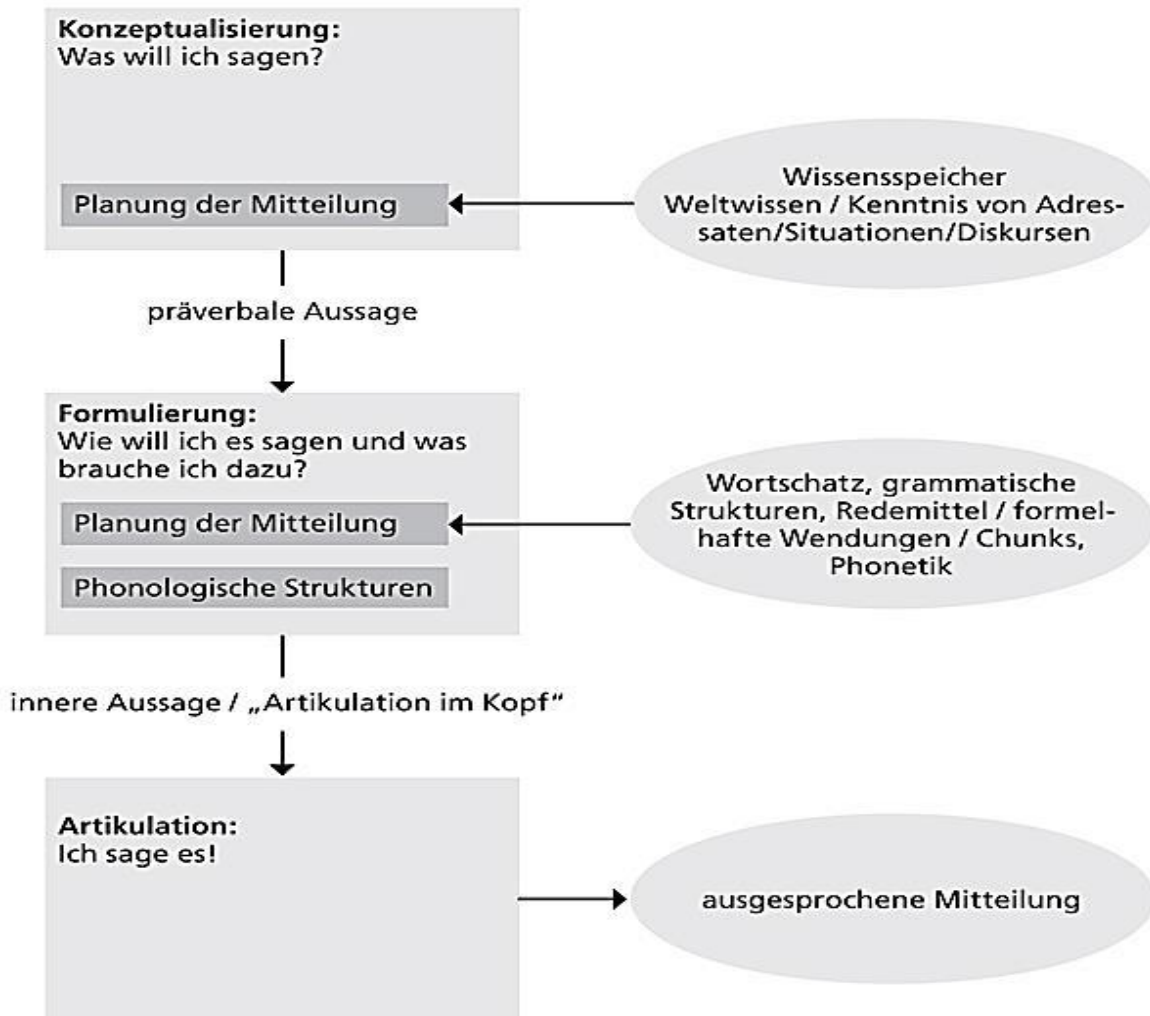 Konzeptualisierung:
Was will ich sagen?
Planung der Mitteilung
Wissensspeicher
Weltwissen / Kenntnis von Adres-
saten/Situationen/Diskursen
präverbale Aussage
Formulierung:
Wie will ich es sagen und was
brauche ich dazu?
Planung der Mitteilung
Phonologische Strukturen
Wortschatz, grammatische
Strukturen, Redemittel / formel-
hafte Wendungen / Chunks,
Phonetik
innere Aussage / „Artikulation im Kopf“
Artikulation:
Ich sage es!
ausgesprochene Mitteilung